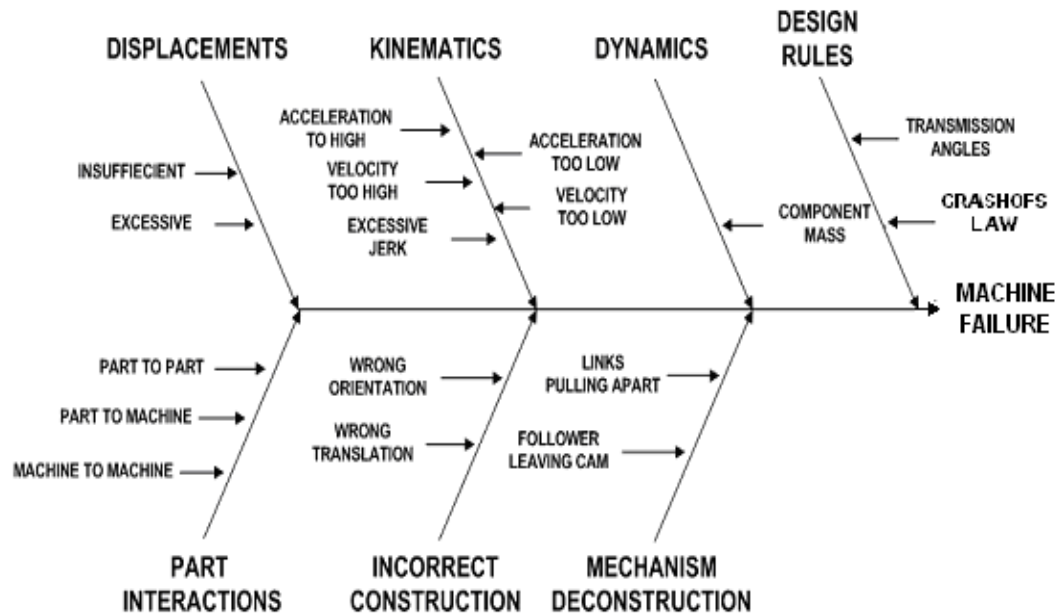 DISPLACEMENTS
KINEMATICS
DYNAMICS
DESIGN
RULES
INSUFFIECIENT
EXCESSIVE
ACCELERATION
TO HIGH
VELOCITY
TOO HIGH
EXCESSIVE
JERK
ACCELERATION
TOO LOW
VELOCITY
TOO LOW
COMPONENT
MASS
TRANSMISSION
ANGLES
GRASHOFS
LAW
MACHINE
FAILURE
PART TO PART
PART TO MACHINE
MACHINE TO MACHINE
WRONG
ORIENTATION
WRONG
TRANSLATION
LINKS
PULLING APART
FOLLOWER
LEAVING CAM
PART
INTERACTIONS
INCORRECT
CONSTRUCTION
MECHANISM
DECONSTRUCTION